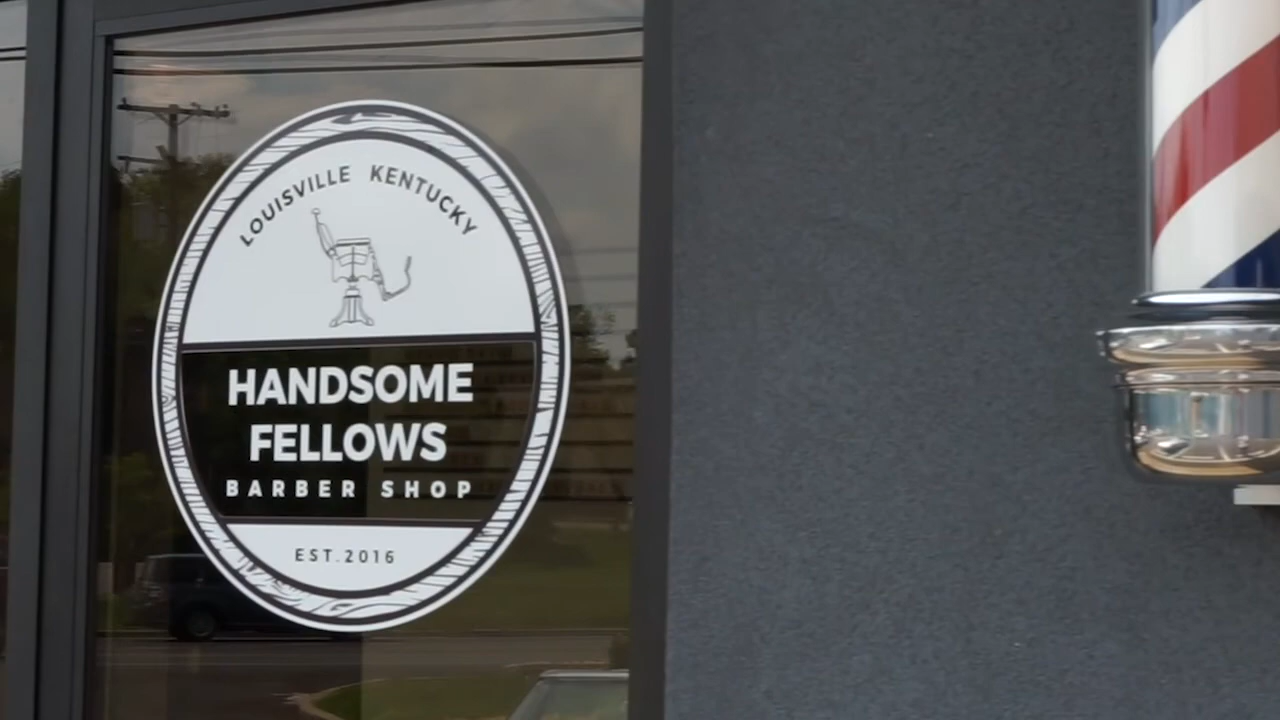 LOUISVILLE KENTUCKY
HANDSOME
FELLOWS
BARBER SHOP
EST.2016